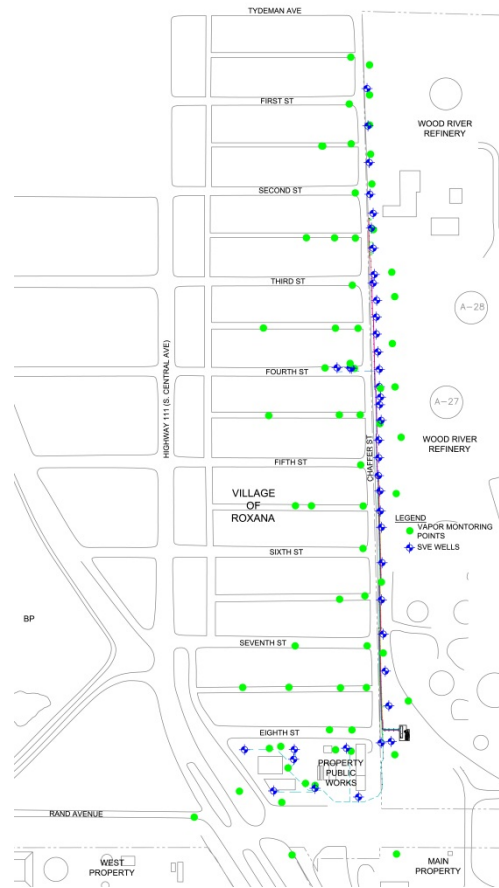 TYDEMAN AVE
FIRST ST
WOOD RIVER
REFINERY
SECOND ST
THIRD ST
A-28
HIGHWAY 111 (S. CENTRAL AVE)
FOURTH ST
A-27
CHAFFER ST
WOOD RIVER
REFINERY
FIFTH ST
VILLAGE
OF
ROXANA
LEGEND
VAPOR MONTORING
POINTS
SVE WELLS
SIXTH ST
BP
SEVENTH ST
EIGHTH ST
PROPERTY
PUBLIC
WORKS
RAND AVENUE
WEST
PROPERTY
MAIN
PROPERTY